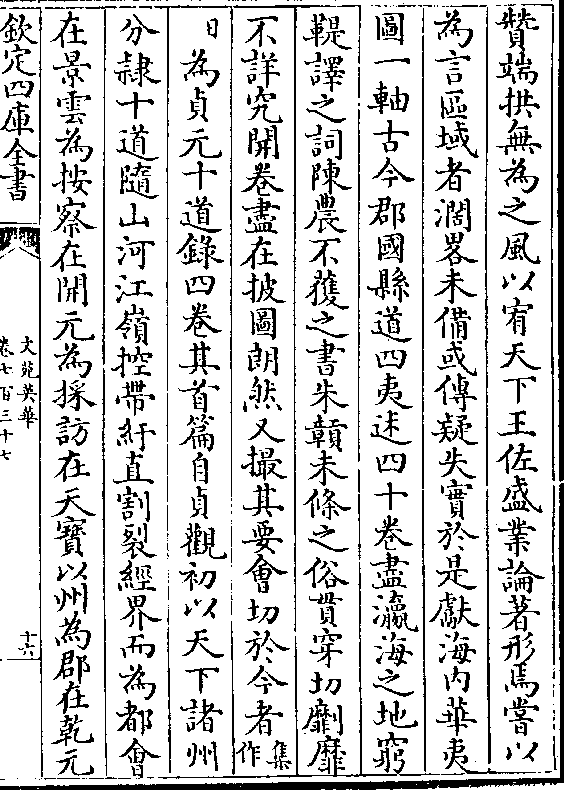 賛端拱無為之風以宥天下王佐盛業論著形焉嘗以
為言區域者濶畧未備或傳疑失實於是獻海内華夷
圖一軸古今郡國縣道四夷述四十卷盡瀛海之地窮
鞮譯之詞陳農不獲之書朱贛未條之俗貫穿切劘靡
不詳究開卷盡在披圖朗然又撮其要㑹切於今者集作
日為貞元十道錄四卷其首篇自貞觀初以天下諸州
分隷十道隨山河江嶺控帶紆直割裂經界而為都會
在景雲為按察在開元為採訪在天寶以州為郡在乾元
欽定四庫全書
文苑英華
卷七百三十七
十六